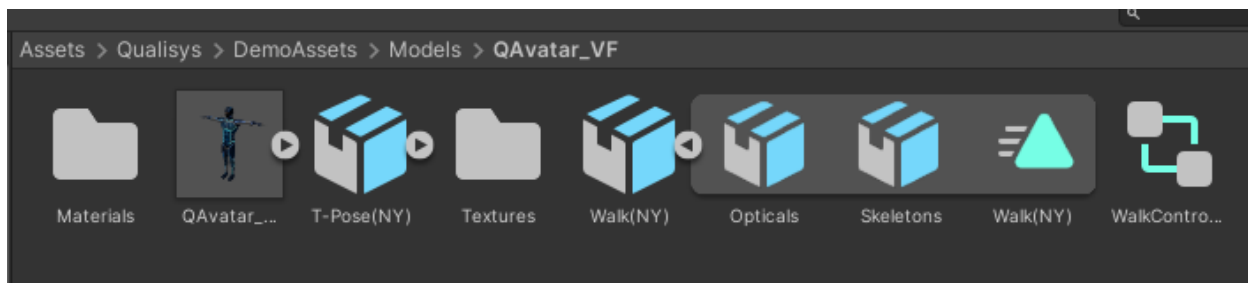 Assets > Qualisys > DemoAssets > Models > QAvatar_VF
Materials QAvatar_... T-Pose(NY) Textures Walk(NY) Opticals Skeletons Walk(NY) WalkContro...